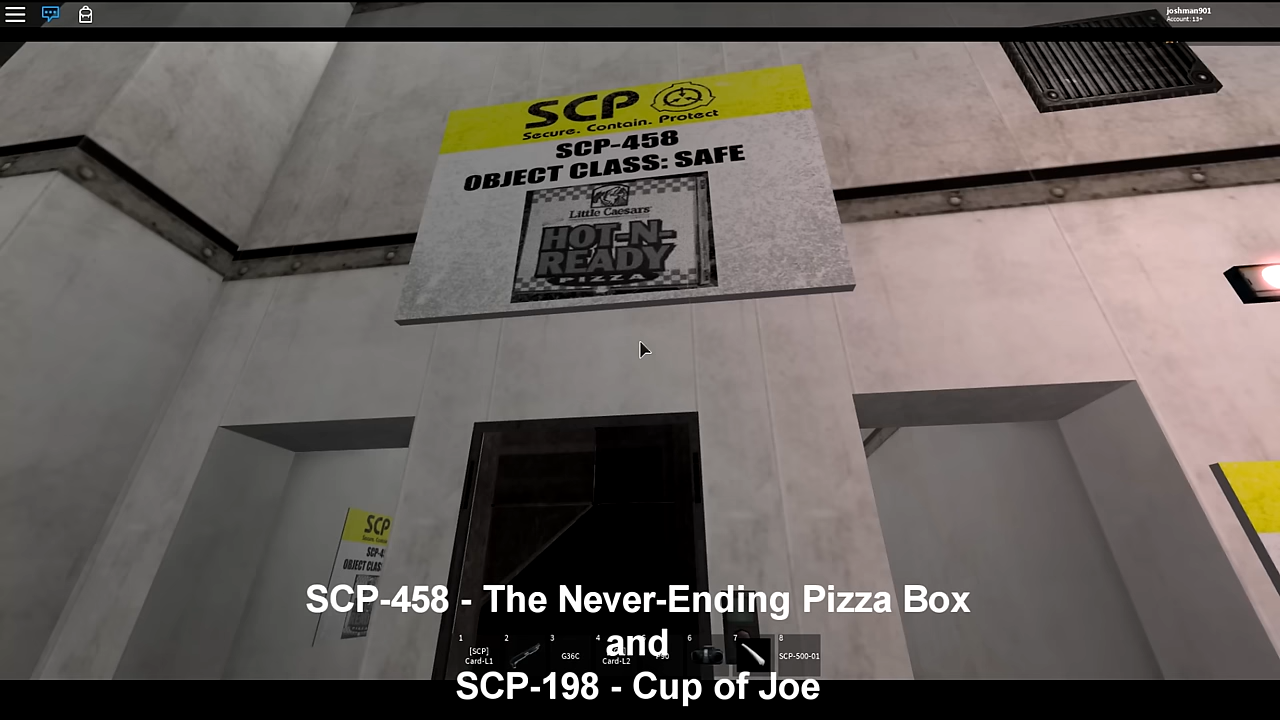 joshman901
Account: 13+
SCP
Secure. Contain. Protect
SCP-458
OBJECT CLASS: SAFE
Little Caesars
HOT-N-
READY
PIZZA
SCP
SCP-4
OBJECT CLAS
SCP-458 - The Never-Ending Pizza Box
and
SCP-198 - Cup of Joe
1 2 3 4 6 7 8
[SCP]
Card-L1
G36C
Card-L2
SCP-500-01